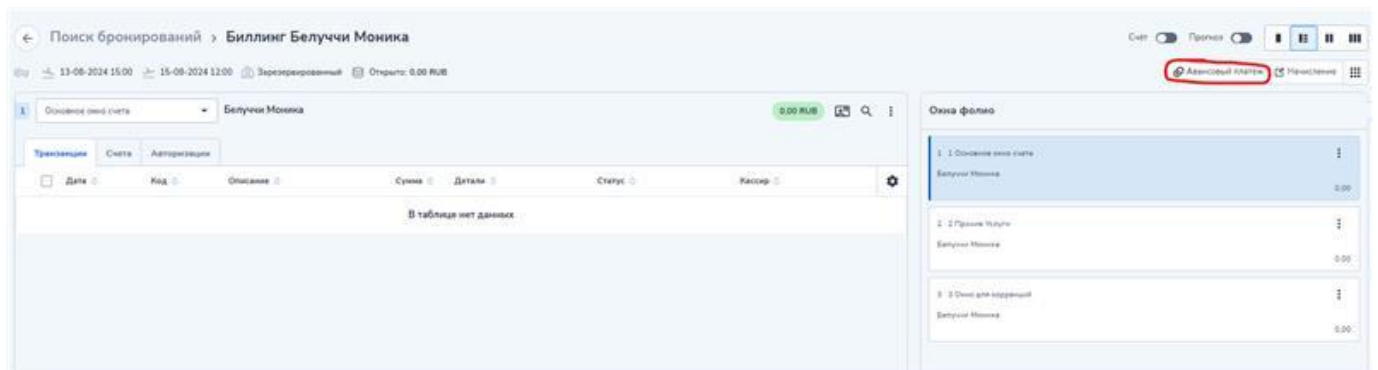 Поиск бронирований › Биллинг Белуччи Моника
Счет Прогноз
13-08-2024 15:00 15-08-2024 12:00 Зарезервированный Открыто: 0.00 RUB
Авансовый платеж Начисление
1 Основное окно счета Белуччи Моника 0.00 RUB
Окна фолио
Транзакции Счета Авторизации
Дата Код Описание Сумма Детали Статус Кассир
В таблице нет данных
1 1 Основное окно счета
Белуччи Моника
0.00
2 2 Прочие Услуги
Белуччи Моника
0.00
3 3 Окно для коррекций
Белуччи Моника
0.00